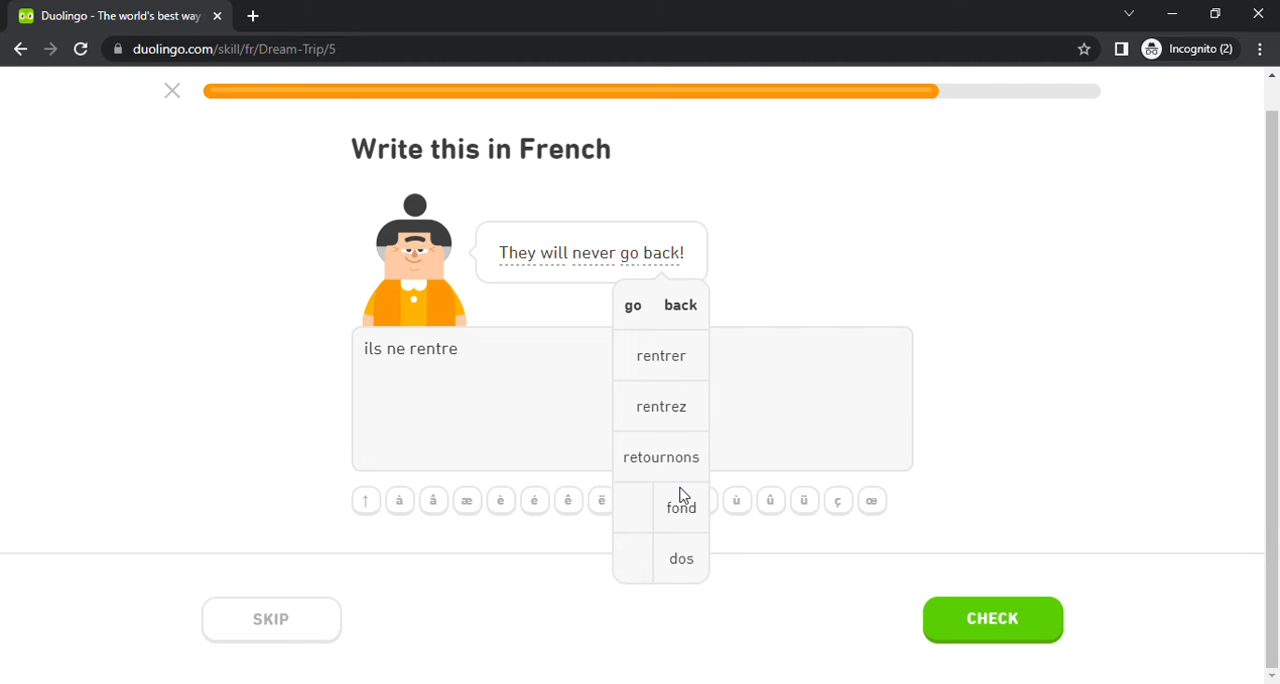 Duolingo - The world's best way
duolingo.com/skill/fr/Dream-Trip/5
Incognito (2)
Write this in French
They will never go back!
go back
rentrer
rentrez
retournons
fond
dos
ils ne rentre
↑ à â æ è é ê ë ù û ü ç œ
SKIP
CHECK